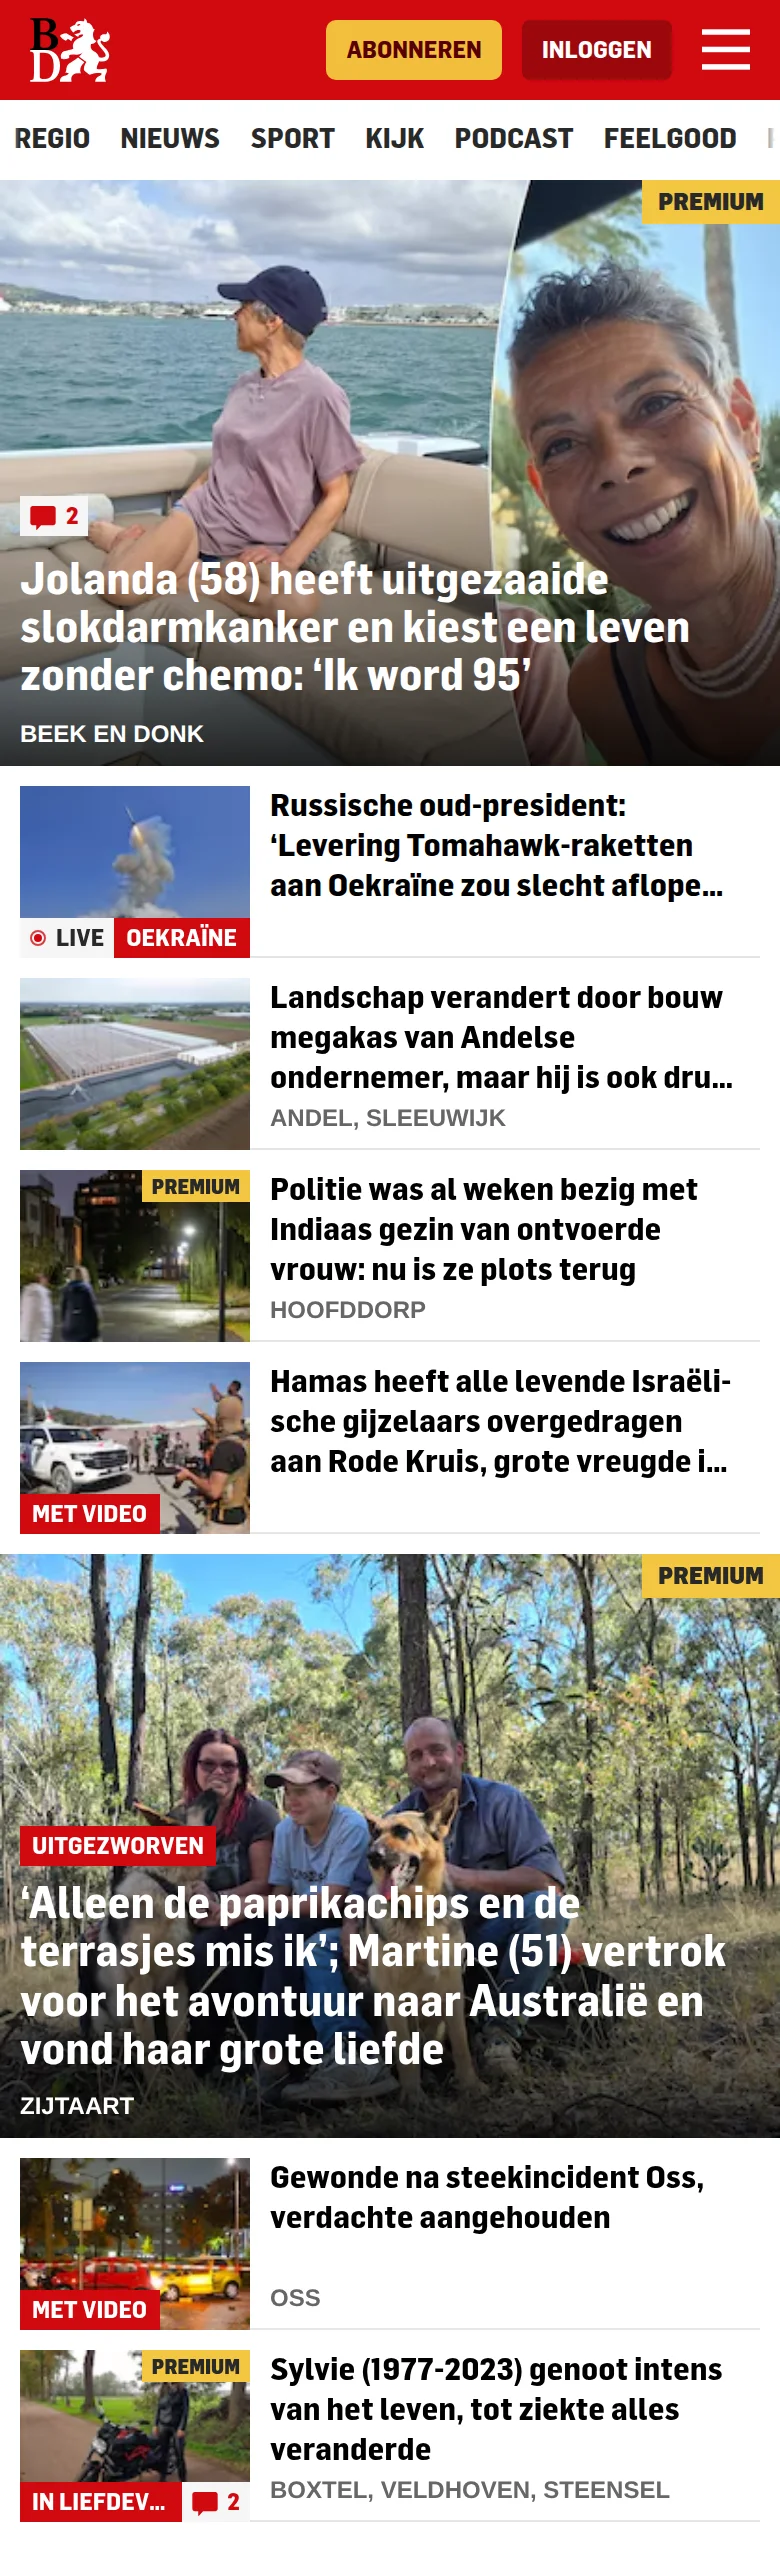 BD
ABONNEREN
INLOGGEN
REGIO NIEUWS SPORT KIJK PODCAST FEELGOOD
PREMIUM
2
Jolanda (58) heeft uitgezaaide
slokdarmkanker en kiest een leven
zonder chemo: ‘Ik word 95’
BEEK EN DONK
Russische oud-president:
‘Levering Tomahawk-raketten
aan Oekraïne zou slecht aflope...
LIVE OEKRAÏNE
Landschap verandert door bouw
megakas van Andelse
ondernemer, maar hij is ook dru...
ANDEL, SLEEUWIJK
PREMIUM
Politie was al weken bezig met
Indiaas gezin van ontvoerde
vrouw: nu is ze plots terug
HOOFDDORP
Hamas heeft alle levende Israëli-
sche gijzelaars overgedragen
aan Rode Kruis, grote vreugde i...
MET VIDEO
PREMIUM
UITGEZWORVEN
‘Alleen de paprikachips en de
terrasjes mis ik’; Martine (51) vertrok
voor het avontuur naar Australië en
vond haar grote liefde
ZIJTAART
Gewonde na steekincident Oss,
verdachte aangehouden
OSS
MET VIDEO
PREMIUM
Sylvie (1977-2023) genoot intens
van het leven, tot ziekte alles
veranderde
BOXTEL, VELDHOVEN, STEENSEL
IN LIEFDEV... 2